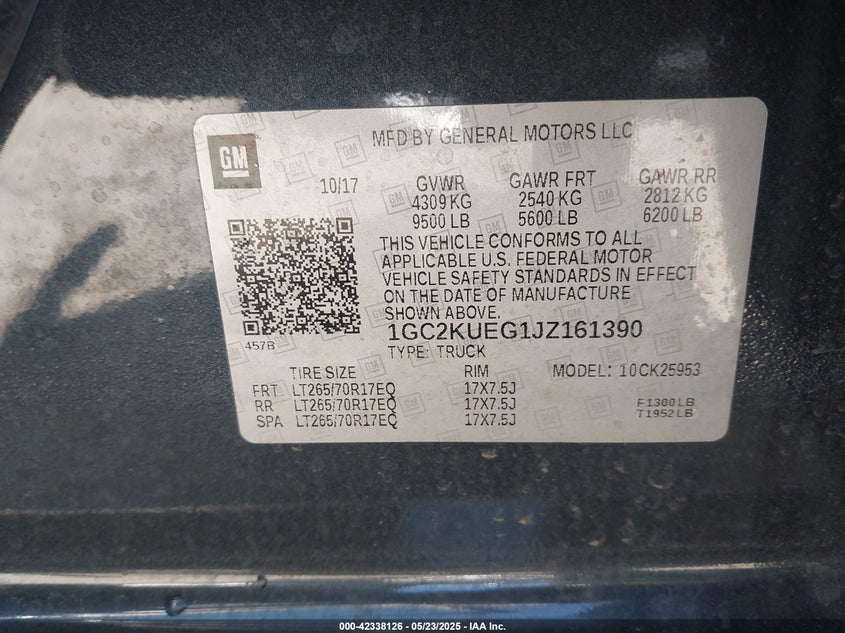 MFD BY GENERAL MOTORS LLC
GM
10/17 GVWR GAWR FRT GAWR RR
4309 KG 2540 KG 2812 KG
9500 LB 5600 LB 6200 LB
THIS VEHICLE CONFORMS TO ALL
APPLICABLE U.S. FEDERAL MOTOR
VEHICLE SAFETY STANDARDS IN EFFECT
ON THE DATE OF MANUFACTURE
SHOWN ABOVE.
457B
1GC2KUEG1JZ161390
TYPE: TRUCK
TIRE SIZE RIM MODEL: 10CK25953
FRT LT265/70R17EQ 17X7.5J
RR LT265/70R17EQ 17X7.5J F1300LB
SPA LT265/70R17EQ 17X7.5J T1952LB
000-42338126 - 05/23/2025 - IAA Inc.